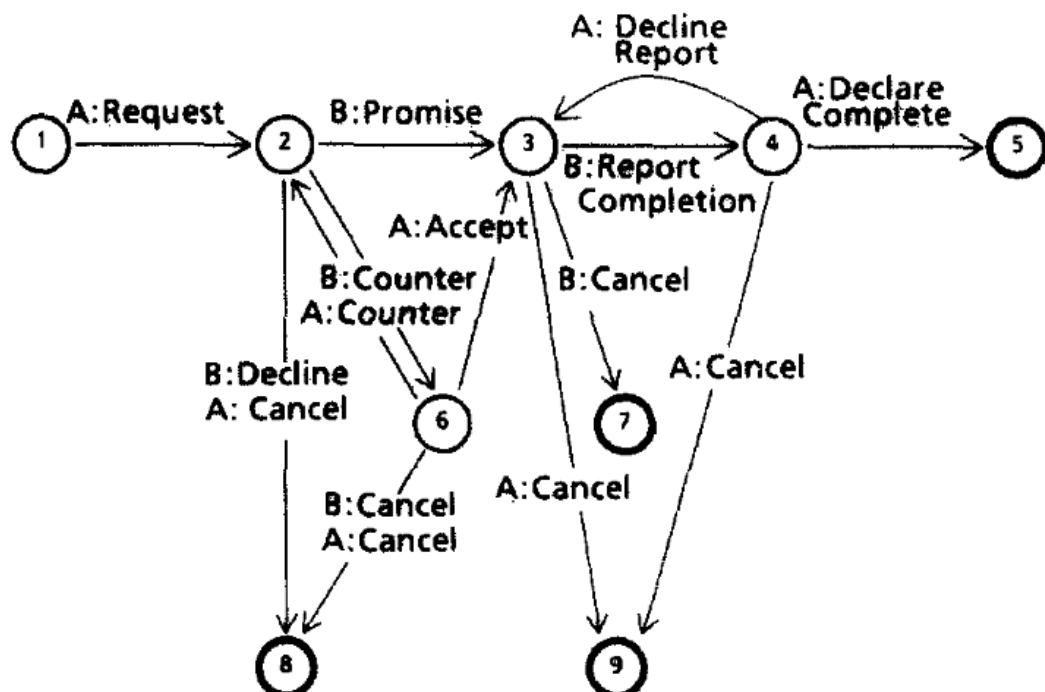 A: Decline
Report
A:Request
B:Promise
A:Declare
Complete
1
2
3
4
5
B:Report
Completion
A:Accept
B:Counter
A:Counter
B:Cancel
B:Decline
A: Cancel
A:Cancel
6
7
B:Cancel
A:Cancel
A:Cancel
8
9